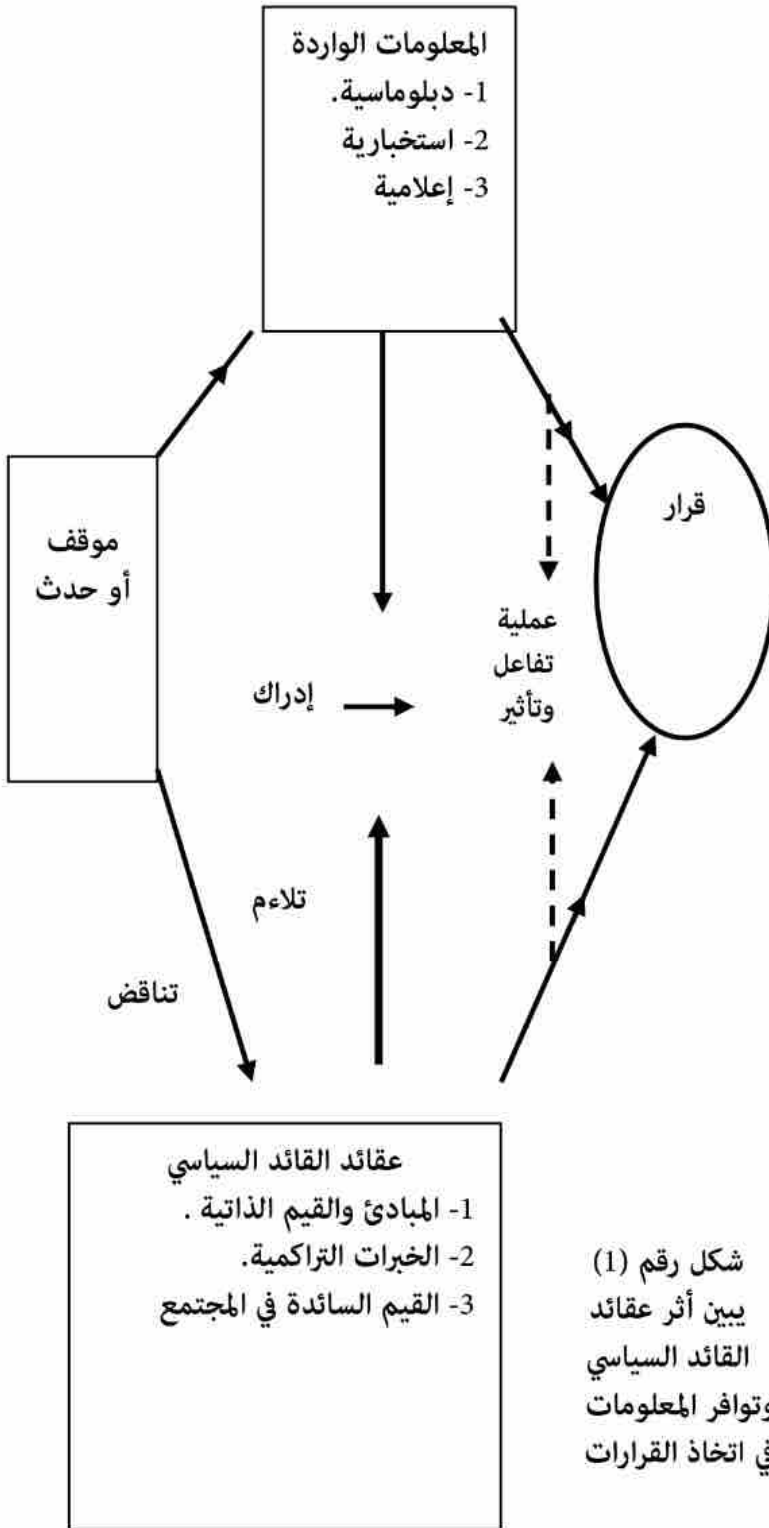 المعلومات الواردة
1- دبلوماسية.
2- استخبارية
3- إعلامية
موقف
أو حدث
قرار
عملية
تفاعل
وتأثير
إدراك
تلاءم
تناقض
عقائد القائد السياسي
1- المبادئ والقيم الذاتية .
2- الخبرات التراكمية.
3- القيم السائدة في المجتمع
شكل رقم (1)
يبين أثر عقائد
القائد السياسي
وتوافر المعلومات
في اتخاذ القرارات